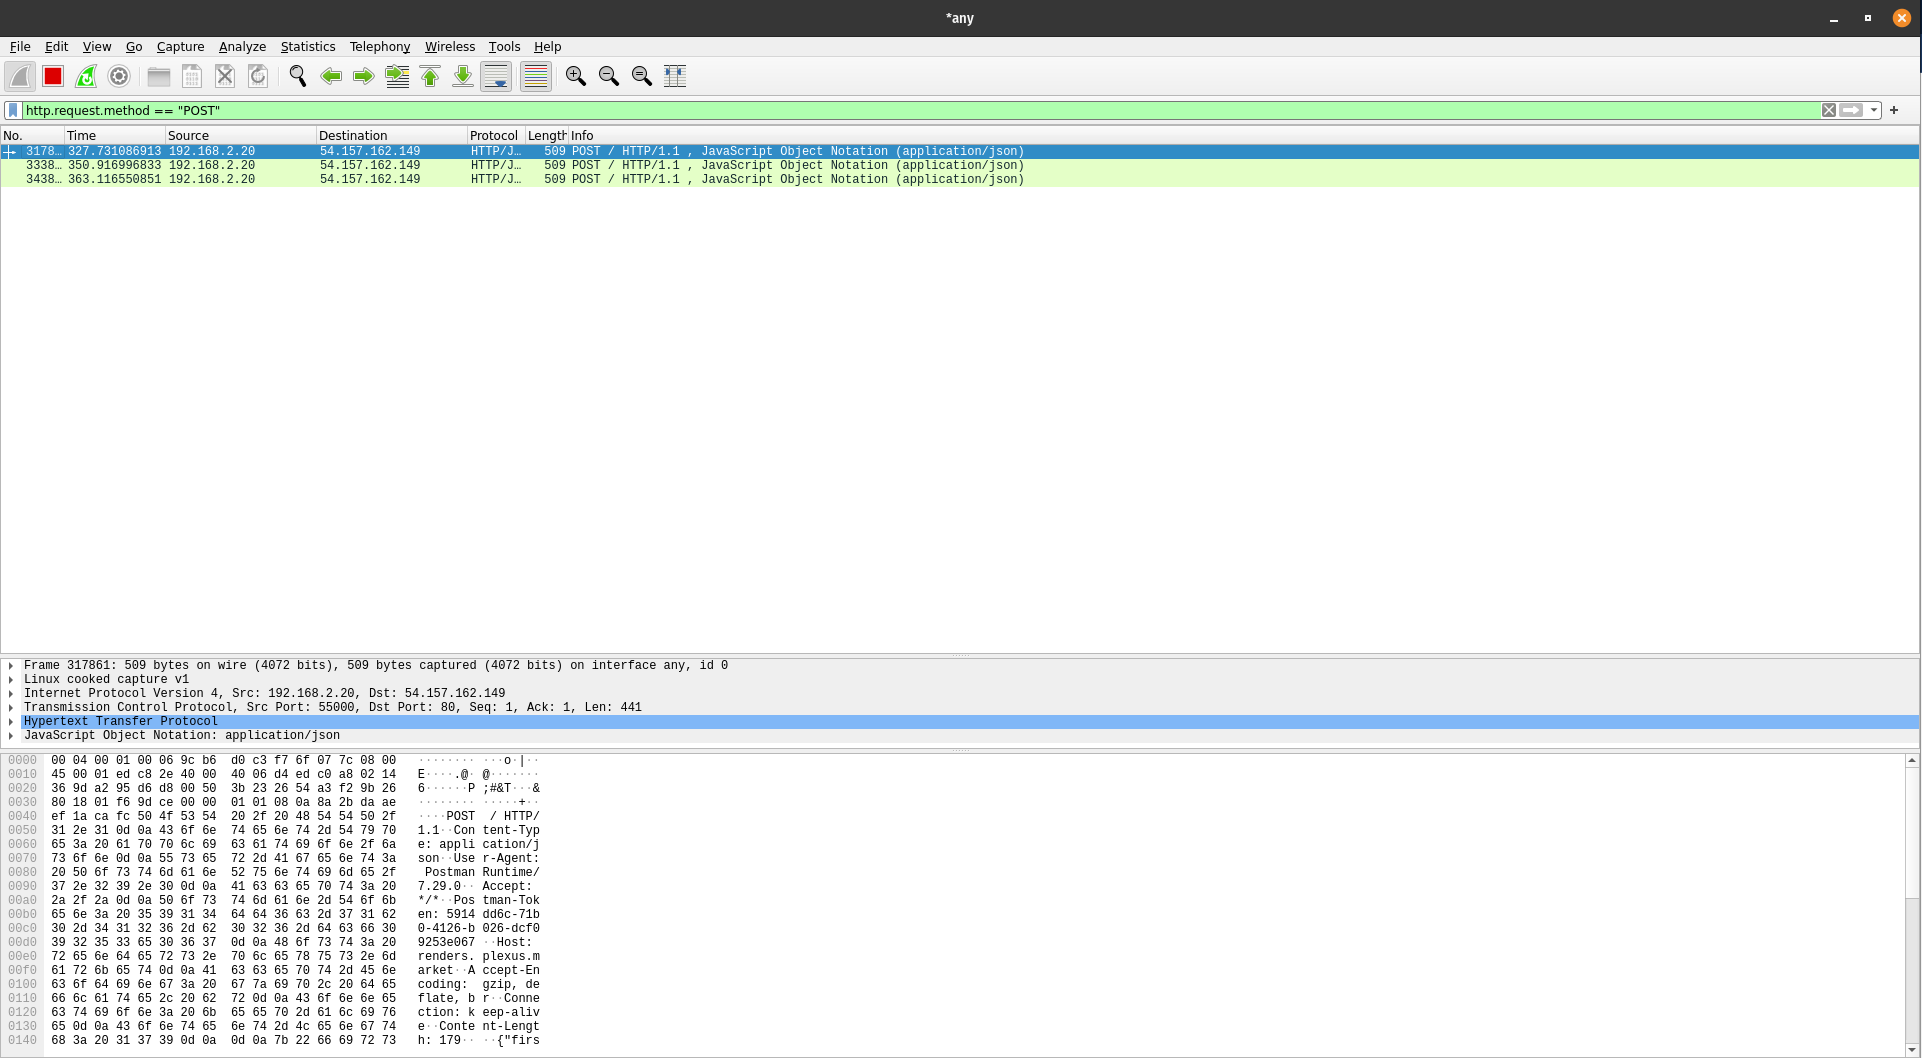 *any
File Edit View Go Capture Analyze Statistics Telephony Wireless Tools Help
http.request.method == "POST"
No. Time Source Destination Protocol Length Info
3178… 327.731086913 192.168.2.20 54.157.162.149 HTTP/J… 509 POST / HTTP/1.1 , JavaScript Object Notation (application/json)
3338… 350.916996833 192.168.2.20 54.157.162.149 HTTP/J… 509 POST / HTTP/1.1 , JavaScript Object Notation (application/json)
3438… 363.116550851 192.168.2.20 54.157.162.149 HTTP/J… 509 POST / HTTP/1.1 , JavaScript Object Notation (application/json)
Frame 317861: 509 bytes on wire (4072 bits), 509 bytes captured (4072 bits) on interface any, id 0
Linux cooked capture v1
Internet Protocol Version 4, Src: 192.168.2.20, Dst: 54.157.162.149
Transmission Control Protocol, Src Port: 55000, Dst Port: 80, Seq: 1, Ack: 1, Len: 441
Hypertext Transfer Protocol
JavaScript Object Notation: application/json
0000 00 04 00 01 00 06 9c b6 d0 c3 f7 6f 07 7c 08 00 ········ ···o·|··
0010 45 00 01 ed c8 2e 40 00 40 06 d4 ed c0 a8 02 14 E····.@· @·······
0020 36 9d a2 95 d6 d8 00 50 3b 23 26 54 a3 f2 9b 26 6······P ;#&T···&
0030 80 18 01 f6 9d ce 00 00 01 01 08 0a 8a 2b da ae ········ ·····+··
0040 ef 1a ca fc 50 4f 53 54 20 2f 20 48 54 54 50 2f ····POST / HTTP/
0050 31 2e 31 0d 0a 43 6f 6e 74 65 6e 74 2d 54 79 70 1.1··Con tent-Typ
0060 65 3a 20 61 70 70 6c 69 63 61 74 69 6f 6e 2f 6a e: appli cation/j
0070 73 6f 6e 0d 0a 55 73 65 72 2d 41 67 65 6e 74 3a son··Use r-Agent:
0080 20 50 6f 73 74 6d 61 6e 52 75 6e 74 69 6d 65 2f Postman Runtime/
0090 37 2e 32 39 2e 30 0d 0a 41 63 63 65 70 74 3a 20 7.29.0·· Accept:
00a0 2a 2f 2a 0d 0a 50 6f 73 74 6d 61 6e 2d 54 6f 6b */*··Pos tman-Tok
00b0 65 6e 3a 20 35 39 31 34 64 64 36 63 2d 37 31 62 en: 5914 dd6c-71b
00c0 30 2d 34 31 32 36 2d 62 30 32 36 2d 64 63 66 30 0-4126-b 026-dcf0
00d0 39 32 35 33 65 30 36 37 0d 0a 48 6f 73 74 3a 20 9253e067 ··Host:
00e0 72 65 6e 64 65 72 73 2e 70 6c 65 78 75 73 2e 6d renders. plexus.m
00f0 61 72 6b 65 74 0d 0a 41 63 63 65 70 74 2d 45 6e arket··A ccept-En
0100 63 6f 64 69 6e 67 3a 20 67 7a 69 70 2c 20 64 65 coding: gzip, de
0110 66 6c 61 74 65 2c 20 62 72 0d 0a 43 6f 6e 6e 65 flate, b r··Conne
0120 63 74 69 6f 6e 3a 20 6b 65 65 70 2d 61 6c 69 76 ction: k eep-aliv
0130 65 0d 0a 43 6f 6e 74 65 6e 74 2d 4c 65 6e 67 74 e··Conte nt-Lengt
0140 68 3a 20 31 37 39 0d 0a 0d 0a 7b 22 66 69 72 73 h: 179·· ··{"firs